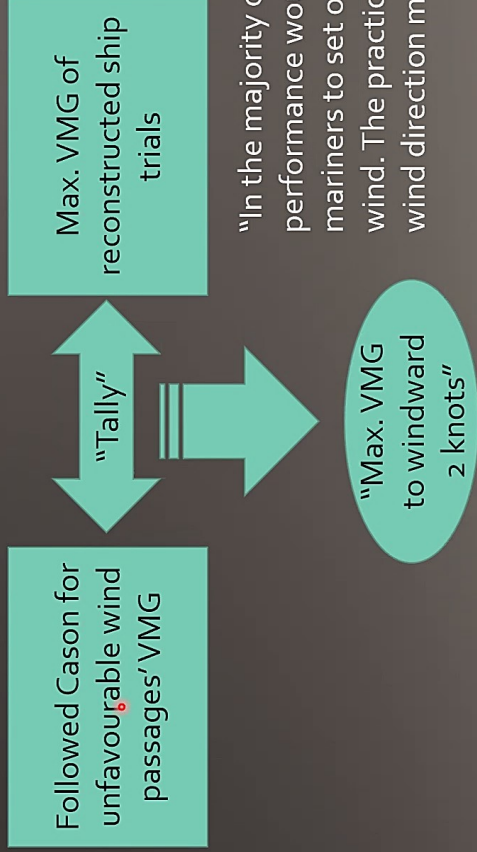 Followed Cason for
unfavourable wind
passages’ VMG
“Tally”
Max. VMG of
reconstructed ship
trials
“Max. VMG
to windward
2 knots”
“In the majority
performance wo
mariners to set o
wind. The practic
wind direction m